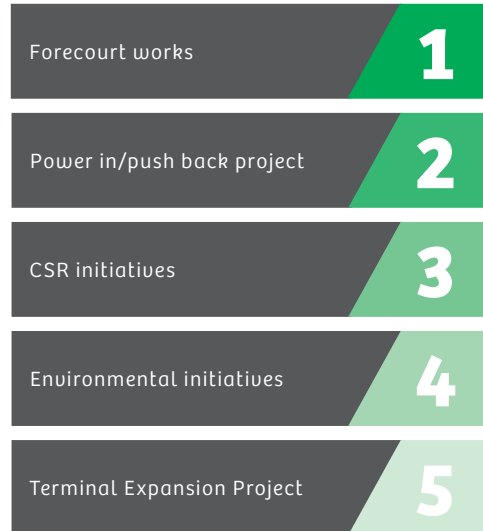 Forecourt works 1
Power in/push back project 2
CSR initiatives 3
Environmental initiatives 4
Terminal Expansion Project 5